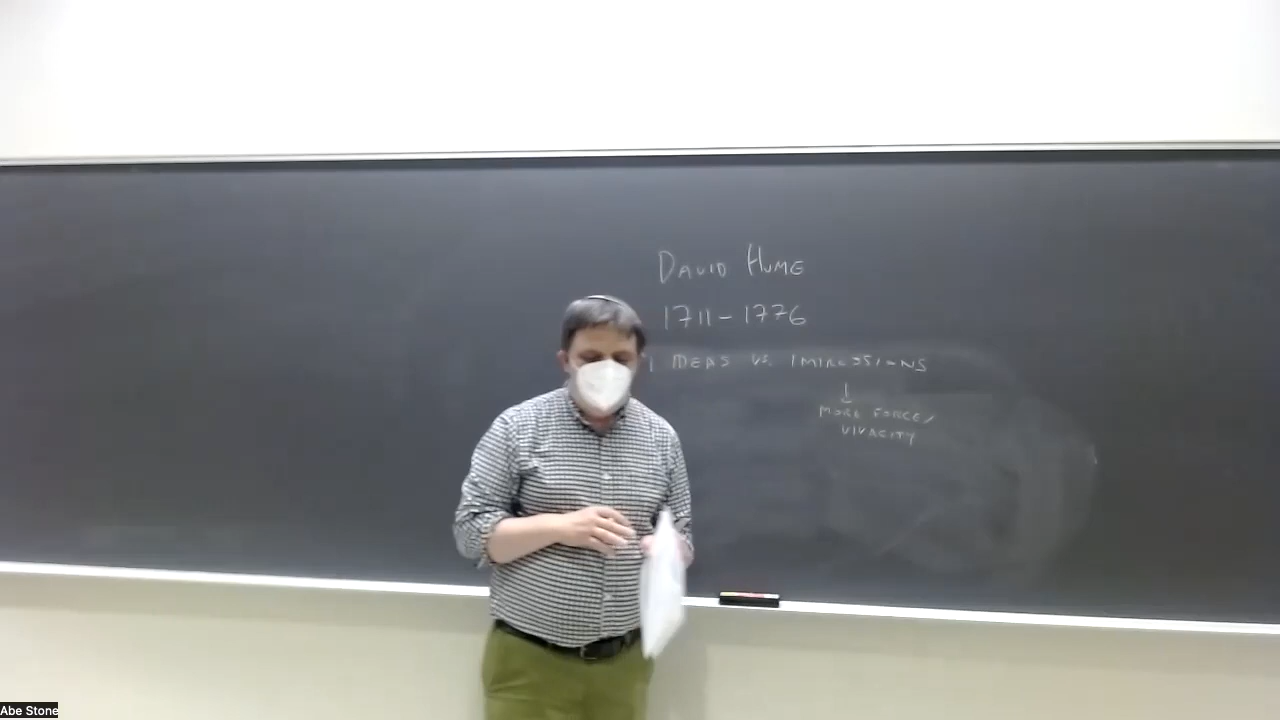 DAVID HUME
1711-1776
IDEAS VS. IMPRESSIONS
↓
MORE FORCE/
VIVACITY
Abe Stone